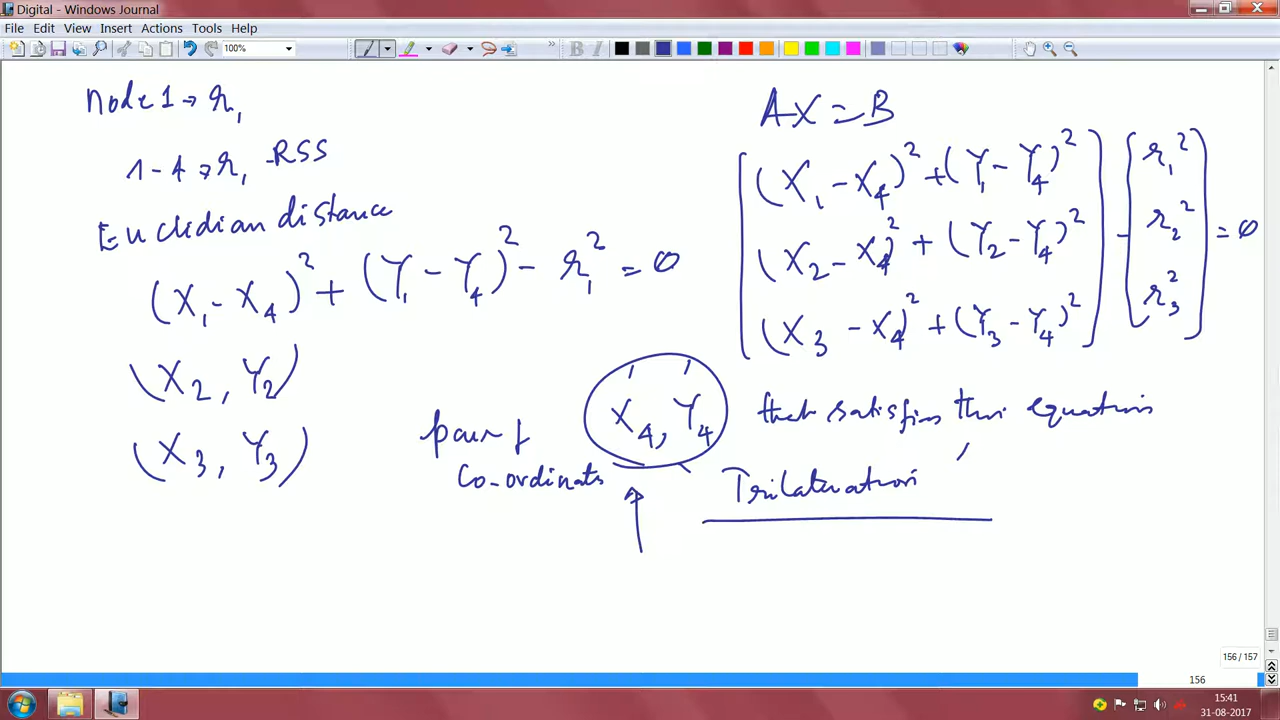 Digital - Windows Journal
File Edit View Insert Actions Tools Help
100%
Node 1 → r₁
1-4 → r₁ -RSS
Euclidian distance
(X₁ - X₄)² + (Y₁ - Y₄)² - r₁² = 0
(X₂, Y₂)
(X₃, Y₃)
AX = B
[(X₁ - X₄)² + (Y₁ - Y₄)²] [r₁²]
[(X₂ - X₄)² + (Y₂ - Y₄)²] - [r₂²] = 0
[(X₃ - X₄)² + (Y₃ - Y₄)²] [r₃²]
pair of X₄, Y₄ that satisfies this equations
Co-ordinates
Trilateration
156 / 157
156
15:41
31-08-2017